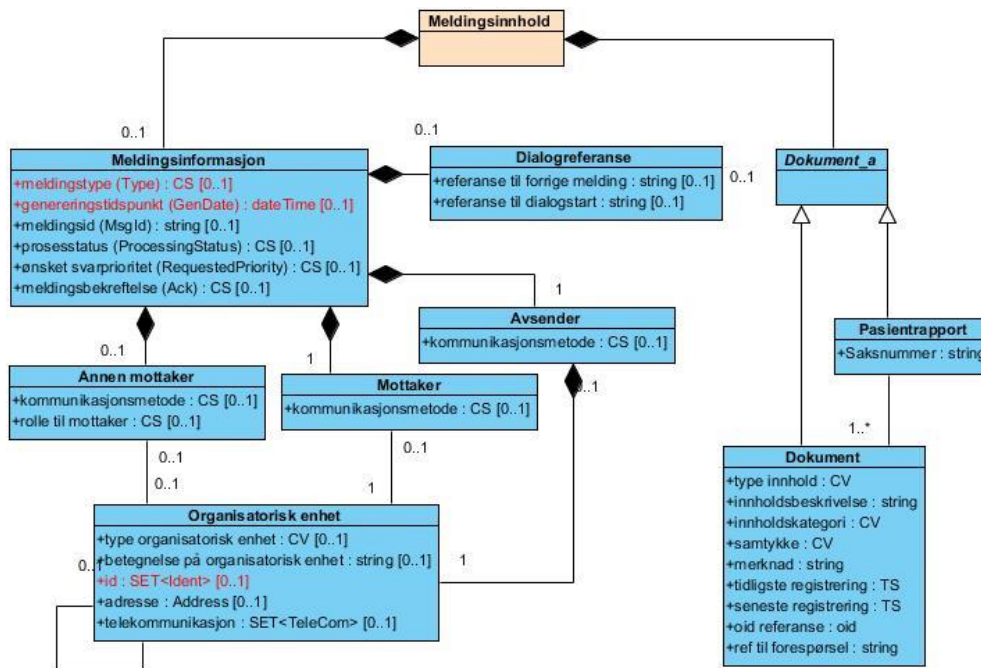 Meldingsinnhold
0..1
Meldingsinformasjon
+meldingstype (Type) : CS [0..1]
+genereringstidspunkt (GenDate) : dateTime [0..1]
+meldingsid (MsgId) : string [0..1]
+prosesstatus (ProcessingStatus) : CS [0..1]
+ønsket svarprioritet (RequestedPriority) : CS [0..1]
+meldingsbekreftelse (Ack) : CS [0..1]
0..1
Dialogreferanse
+referanse til forrige melding : string [0..1]
+referanse til dialogstart : string [0..1]
0..1
Dokument_a
1
Avsender
+kommunikasjonsmetode : CS [0..1]
0..1
Pasientrapport
+Saksnummer : string
0..1
Annen mottaker
+kommunikasjonsmetode : CS [0..1]
+rolle til mottaker : CS [0..1]
0..1
0..1
1
Mottaker
+kommunikasjonsmetode : CS [0..1]
0..1
1
1..*
Dokument
+type innhold : CV
+innholdsbeskrivelse : string
+innholdskategori : CV
+samtykke : CV
+merknad : string
+tidligste registrering : TS
+seneste registrering : TS
+oid referanse : oid
+ref til forespørsel : string
Organisatorisk enhet
+type organisatorisk enhet : CV [0..1]
+betegnelse på organisatorisk enhet : string [0..1]
+id : SET<Ident> [0..1]
+adresse : Address [0..1]
+telekommunikasjon : SET<TeleCom> [0..1]
0..1
1